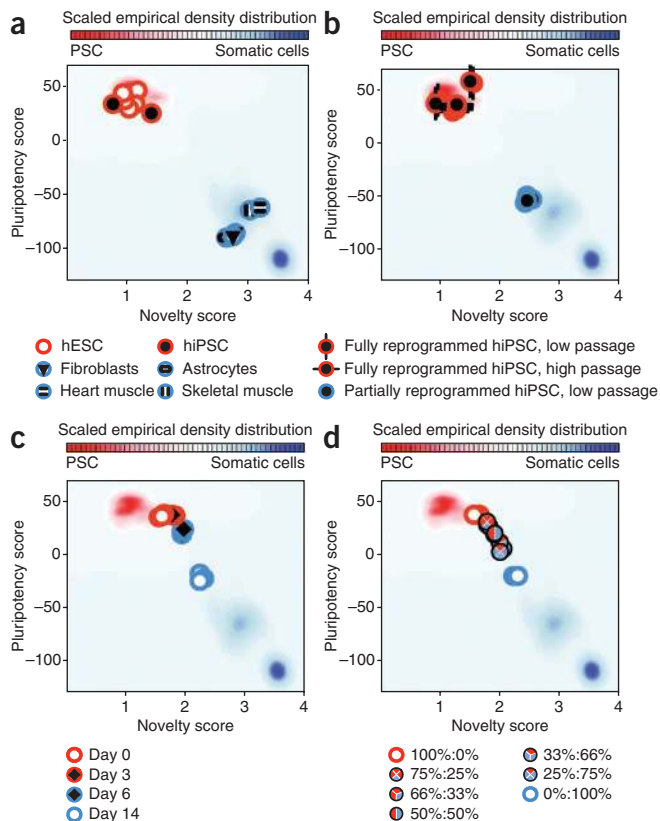 a
Scaled empirical density distribution
PSC Somatic cells
Pluripotency score
50
0
−50
−100
1 2 3 4
Novelty score
b
Scaled empirical density distribution
PSC Somatic cells
Pluripotency score
50
0
−50
−100
1 2 3 4
Novelty score
hESC hiPSC
Fibroblasts Astrocytes
Heart muscle Skeletal muscle
Fully reprogrammed hiPSC, low passage
Fully reprogrammed hiPSC, high passage
Partially reprogrammed hiPSC, low passage
c
Scaled empirical density distribution
PSC Somatic cells
Pluripotency score
50
0
−50
−100
1 2 3 4
Novelty score
Day 0
Day 3
Day 6
Day 14
d
Scaled empirical density distribution
PSC Somatic cells
Pluripotency score
50
0
−50
−100
1 2 3 4
Novelty score
100%:0% 33%:66%
75%:25% 25%:75%
66%:33% 0%:100%
50%:50%